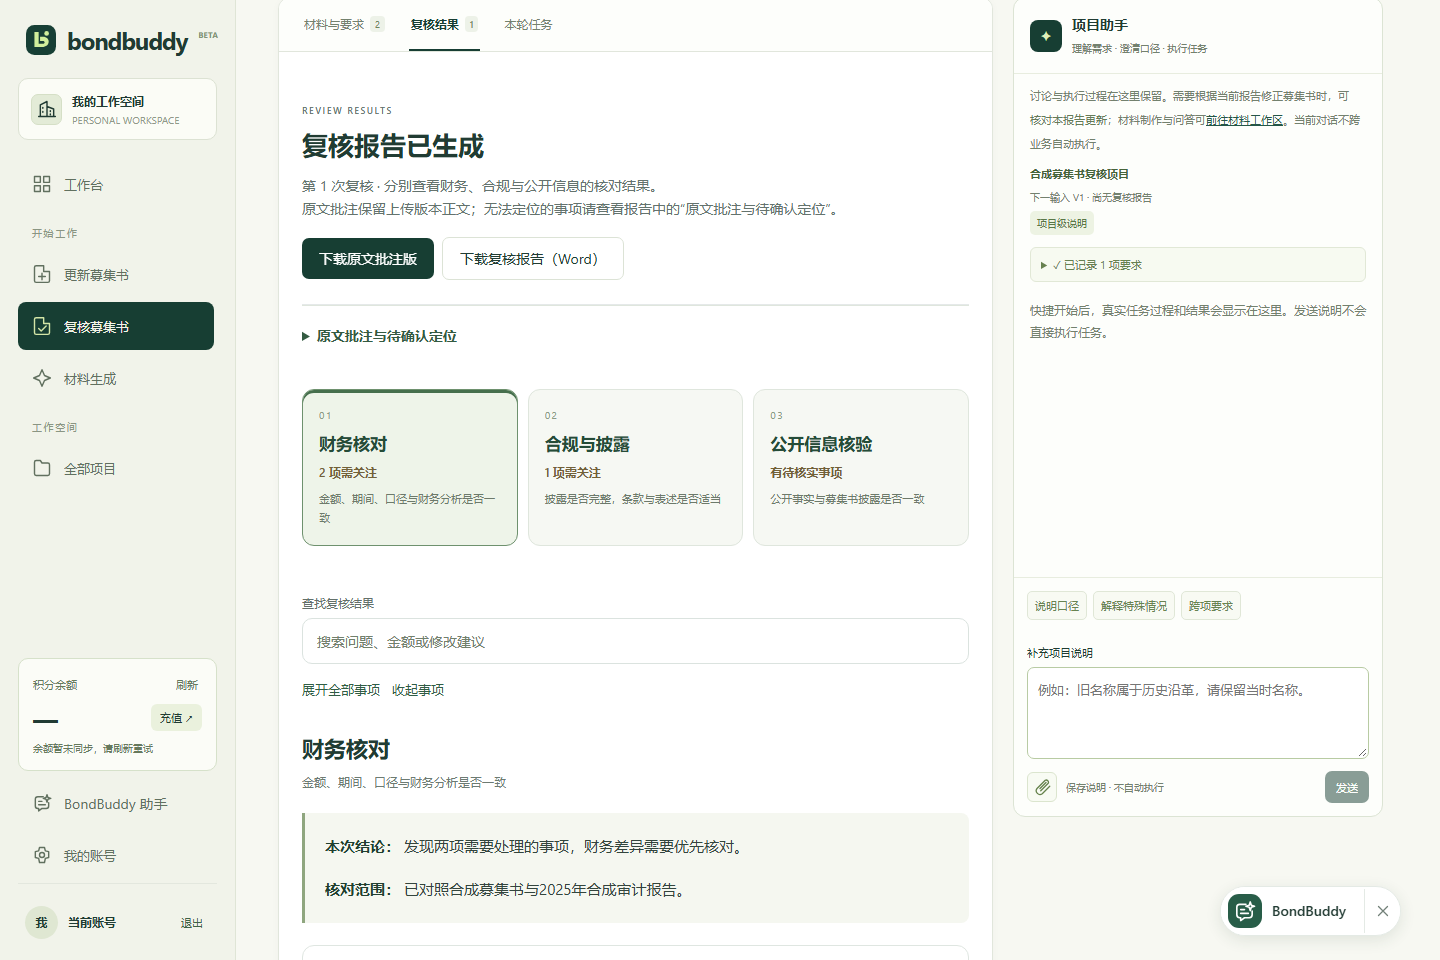 bondbuddy BETA
我的工作空间
PERSONAL WORKSPACE
工作台
开始工作
更新募集书
复核募集书
材料生成
工作空间
全部项目
积分余额 刷新
—
充值 ↗
余额暂未同步，请刷新重试
BondBuddy 助手
我的账号
我 当前账号 退出
材料与要求 2 复核结果 1 本轮任务
REVIEW RESULTS
复核报告已生成
第 1 次复核 · 分别查看财务、合规与公开信息的核对结果。
原文批注保留上传版本正文；无法定位的事项请查看报告中的“原文批注与待确认定位”。
下载原文批注版 下载复核报告（Word）
▶ 原文批注与待确认定位
01
财务核对
2 项需关注
金额、期间、口径与财务分析是否一
致
02
合规与披露
1 项需关注
披露是否完整，条款与表述是否适当
03
公开信息核验
有待核实事项
公开事实与募集书披露是否一致
查找复核结果
搜索问题、金额或修改建议
展开全部事项 收起事项
财务核对
金额、期间、口径与财务分析是否一致
本次结论： 发现两项需要处理的事项，财务差异需要优先核对。
核对范围： 已对照合成募集书与2025年合成审计报告。
项目助手
理解需求 · 澄清口径 · 执行任务
讨论与执行过程在这里保留。需要根据当前报告修正募集书时，可
核对本报告更新；材料制作与问答可前往材料工作区。当前对话不跨
业务自动执行。
合成募集书复核项目
下一输入 V1 · 尚无复核报告
项目级说明
▶ ✓ 已记录 1 项要求
快捷开始后，真实任务过程和结果会显示在这里。发送说明不会
直接执行任务。
说明口径 解释特殊情况 跨项要求
补充项目说明
例如：旧名称属于历史沿革，请保留当时名称。
保存说明 · 不自动执行 发送
BondBuddy